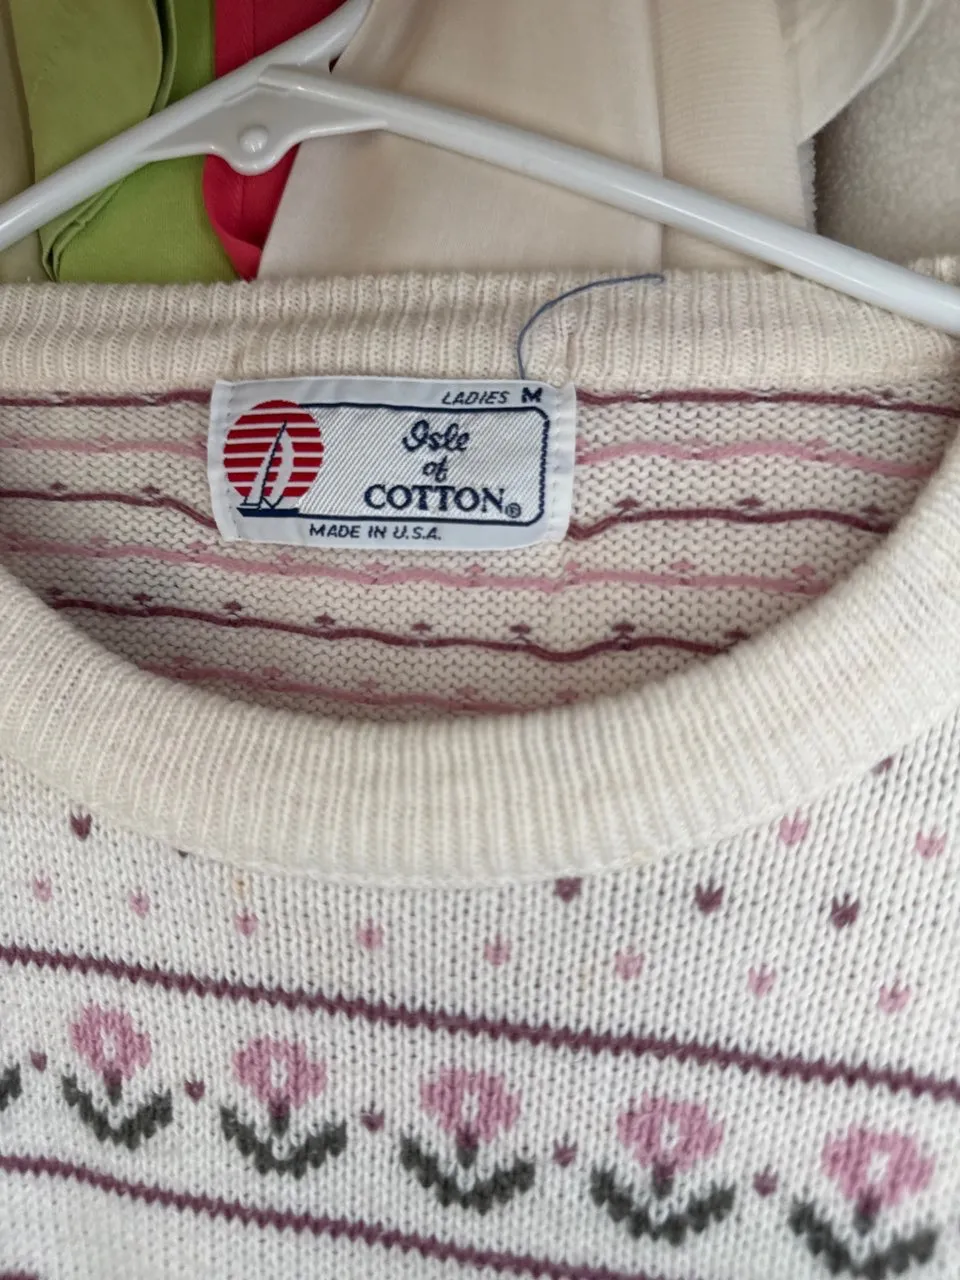 LADIES M
Isle
of
COTTON®
MADE IN U.S.A.